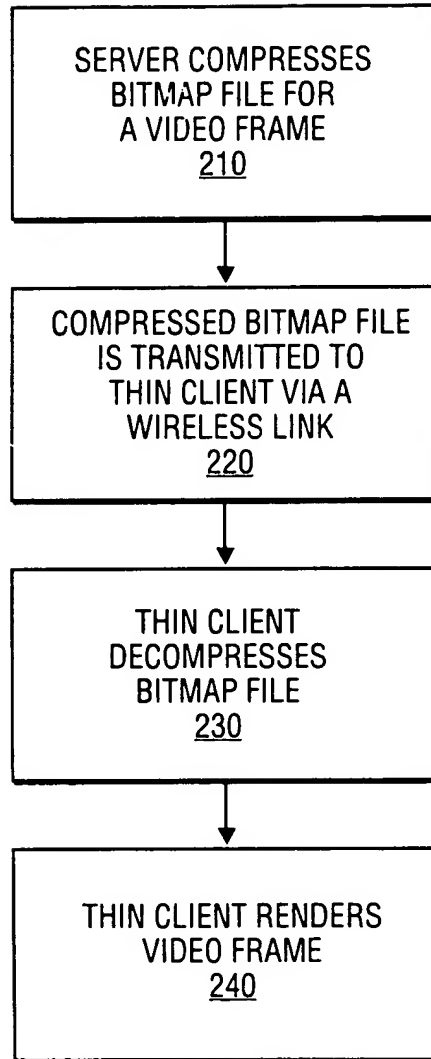 SERVER COMPRESSES
BITMAP FILE FOR
A VIDEO FRAME
210
COMPRESSED BITMAP FILE
IS TRANSMITTED TO
THIN CLIENT VIA A
WIRELESS LINK
220
THIN CLIENT
DECOMPRESSES
BITMAP FILE
230
THIN CLIENT RENDERS
VIDEO FRAME
240